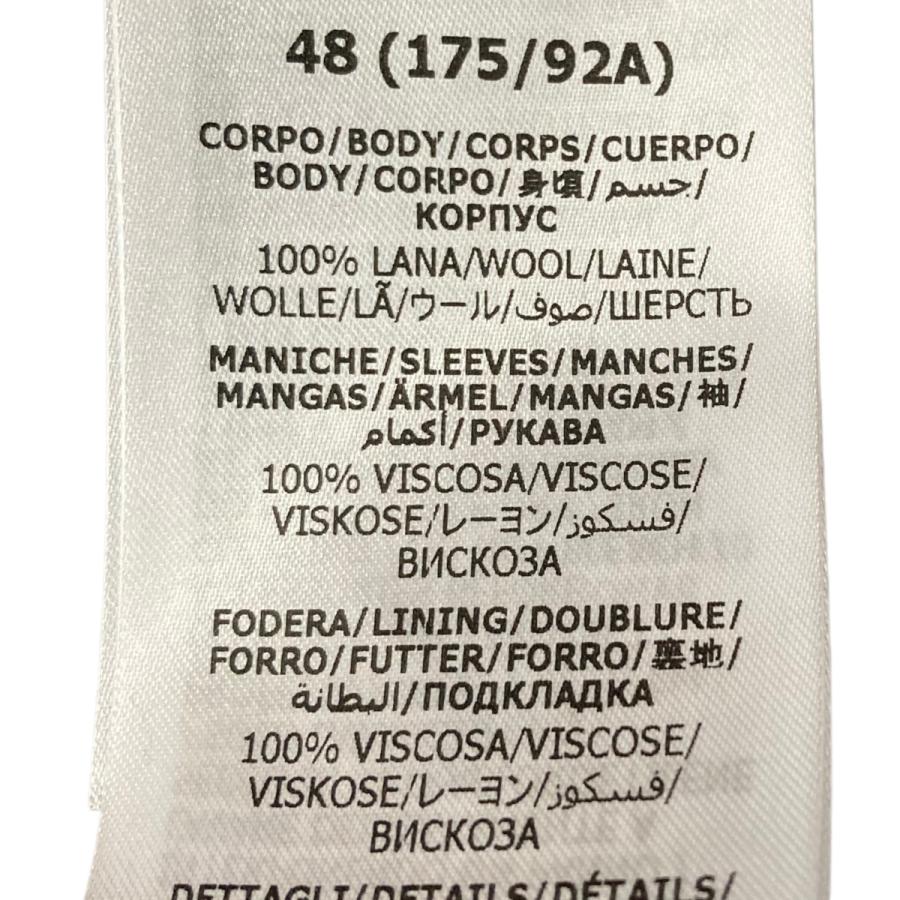 48 (175/92A)
CORPO/BODY/CORPS/CUERPO/
BODY/CORPO/身頃/جسم/
КОРПУС
100% LANA/WOOL/LAINE/
WOLLE/LÃ/ウール/صوف/ШЕРСТЬ
MANICHE/SLEEVES/MANCHES/
MANGAS/ÄRMEL/MANGAS/袖/
أكمام/РУКАВА
100% VISCOSA/VISCOSE/
VISKOSE/レーヨン/فسكوز/
ВИСКОЗА
FODERA/LINING/DOUBLURE/
FORRO/FUTTER/FORRO/裏地/
البطانة/ПОДКЛАДКА
100% VISCOSA/VISCOSE/
VISKOSE/レーヨン/فسكوز/
ВИСКОЗА
DETTAGLI/DETAILS/DÉTAILS/